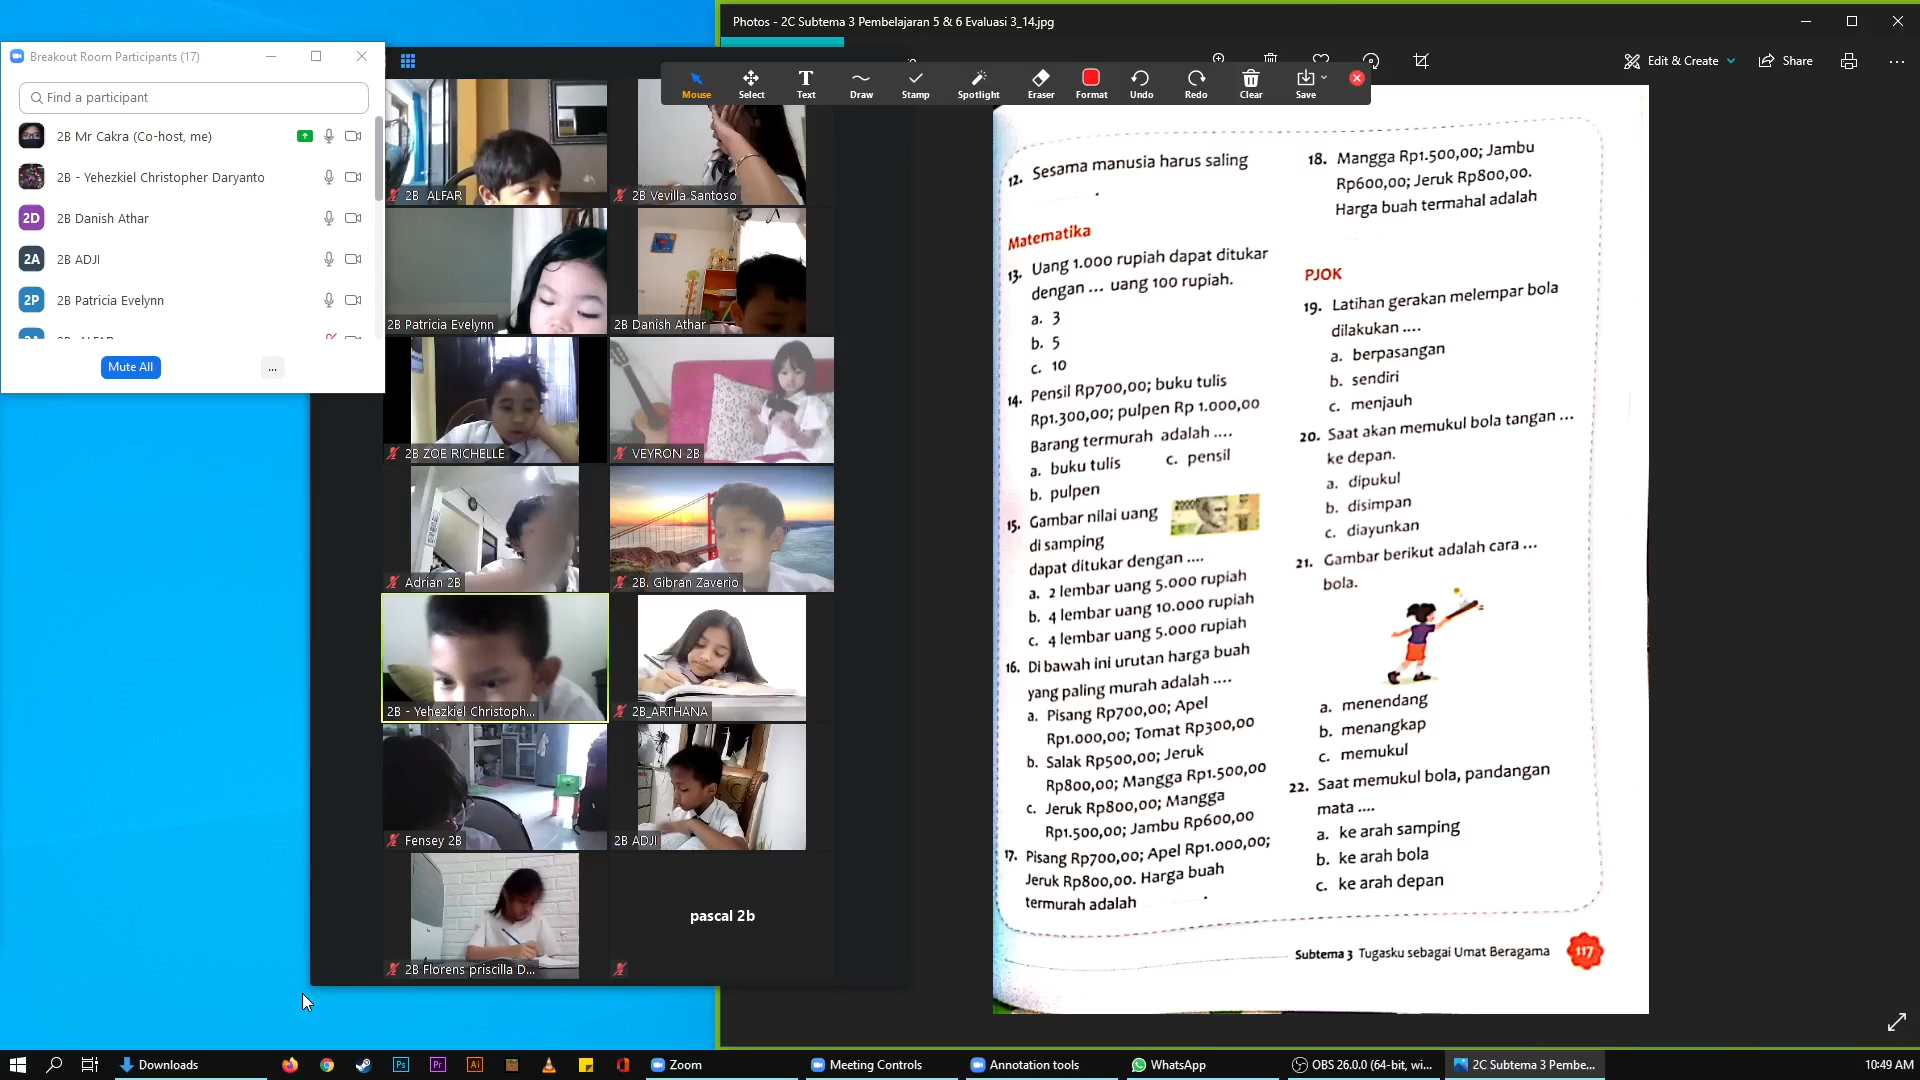 Photos - 2C Subtema 3 Pembelajaran 5 & 6 Evaluasi 3_14.jpg
Breakout Room Participants (17)
Find a participant
2B Mr Cakra (Co-host, me)
2B - Yehezkiel Christopher Daryanto
2D 2B Danish Athar
2A 2B ADJI
2P 2B Patricia Evelynn
Mute All
...
Edit & Create
Share
Mouse
Select
Text
Draw
Stamp
Spotlight
Eraser
Format
Undo
Redo
Clear
Save
2B ALFAR
2B Vevilla Santoso
2B Patricia Evelynn
2B Danish Athar
2B ZOE RICHELLE
VEYRON 2B
Adrian 2B
2B. Gibran Zaverio
2B - Yehezkiel Christoph...
2B_ARTHANA
Fensey 2B
2B ADJI
2B Florens priscilla D...
pascal 2b
12. Sesama manusia harus saling
.
Matematika
13. Uang 1.000 rupiah dapat ditukar
dengan ... uang 100 rupiah.
a. 3
b. 5
c. 10
14. Pensil Rp700,00; buku tulis
Rp1.300,00; pulpen Rp 1.000,00
Barang termurah adalah ....
a. buku tulis c. pensil
b. pulpen
15. Gambar nilai uang
di samping
dapat ditukar dengan ....
a. 2 lembar uang 5.000 rupiah
b. 4 lembar uang 10.000 rupiah
c. 4 lembar uang 5.000 rupiah
16. Di bawah ini urutan harga buah
yang paling murah adalah ....
a. Pisang Rp700,00; Apel
Rp1.000,00; Tomat Rp300,00
b. Salak Rp500,00; Jeruk
Rp800,00; Mangga Rp1.500,00
c. Jeruk Rp800,00; Mangga
Rp1.500,00; Jambu Rp600,00
17. Pisang Rp700,00; Apel Rp1.000,00;
Jeruk Rp800,00. Harga buah
termurah adalah .
18. Mangga Rp1.500,00; Jambu
Rp600,00; Jeruk Rp800,00.
Harga buah termahal adalah
PJOK
19. Latihan gerakan melempar bola
dilakukan ....
a. berpasangan
b. sendiri
c. menjauh
20. Saat akan memukul bola tangan ...
ke depan.
a. dipukul
b. disimpan
c. diayunkan
21. Gambar berikut adalah cara ...
bola.
a. menendang
b. menangkap
c. memukul
22. Saat memukul bola, pandangan
mata ....
a. ke arah samping
b. ke arah bola
c. ke arah depan
Subtema 3 Tugasku sebagai Umat Beragama 117
Downloads
Ps
Pr
Ai
Zoom
Meeting Controls
Annotation tools
WhatsApp
OBS 26.0.0 (64-bit, wi...
2C Subtema 3 Pembe...
10:49 AM